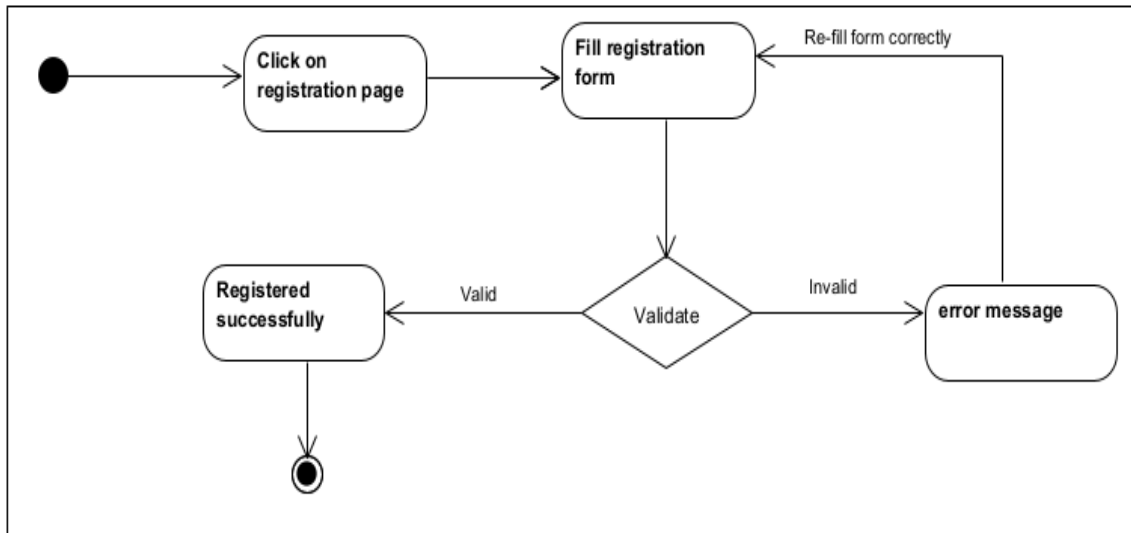 Click on
registration page
Fill registration
form
Re-fill form correctly
Registered
successfully
Valid
Validate
Invalid
error message